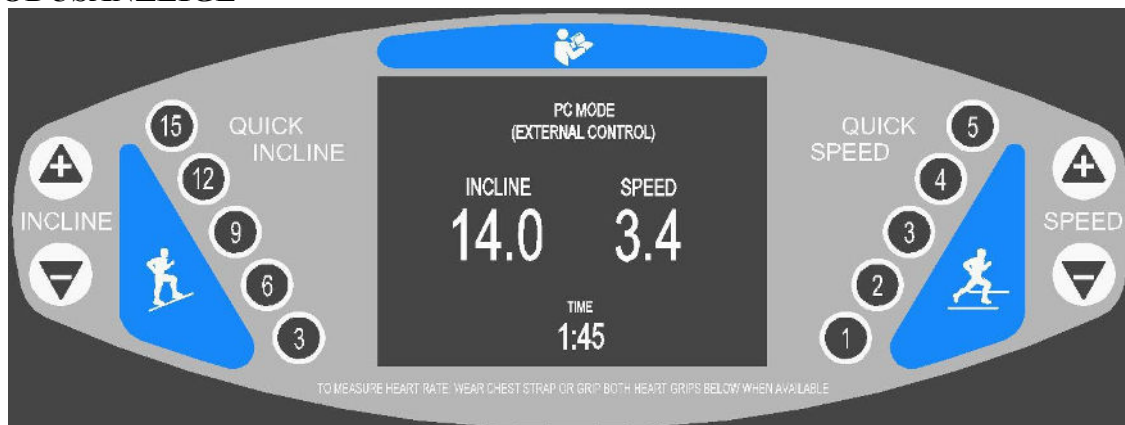 PC MODE
(EXTERNAL CONTROL)
15 QUICK
INCLINE
12
9
6
3
+
INCLINE
−
INCLINE SPEED
14.0 3.4
TIME
1:45
QUICK 5
SPEED
4
3
2
1
+
SPEED
−
TO MEASURE HEART RATE, WEAR CHEST STRAP OR GRIP BOTH HEART GRIPS BELOW WHEN AVAILABLE